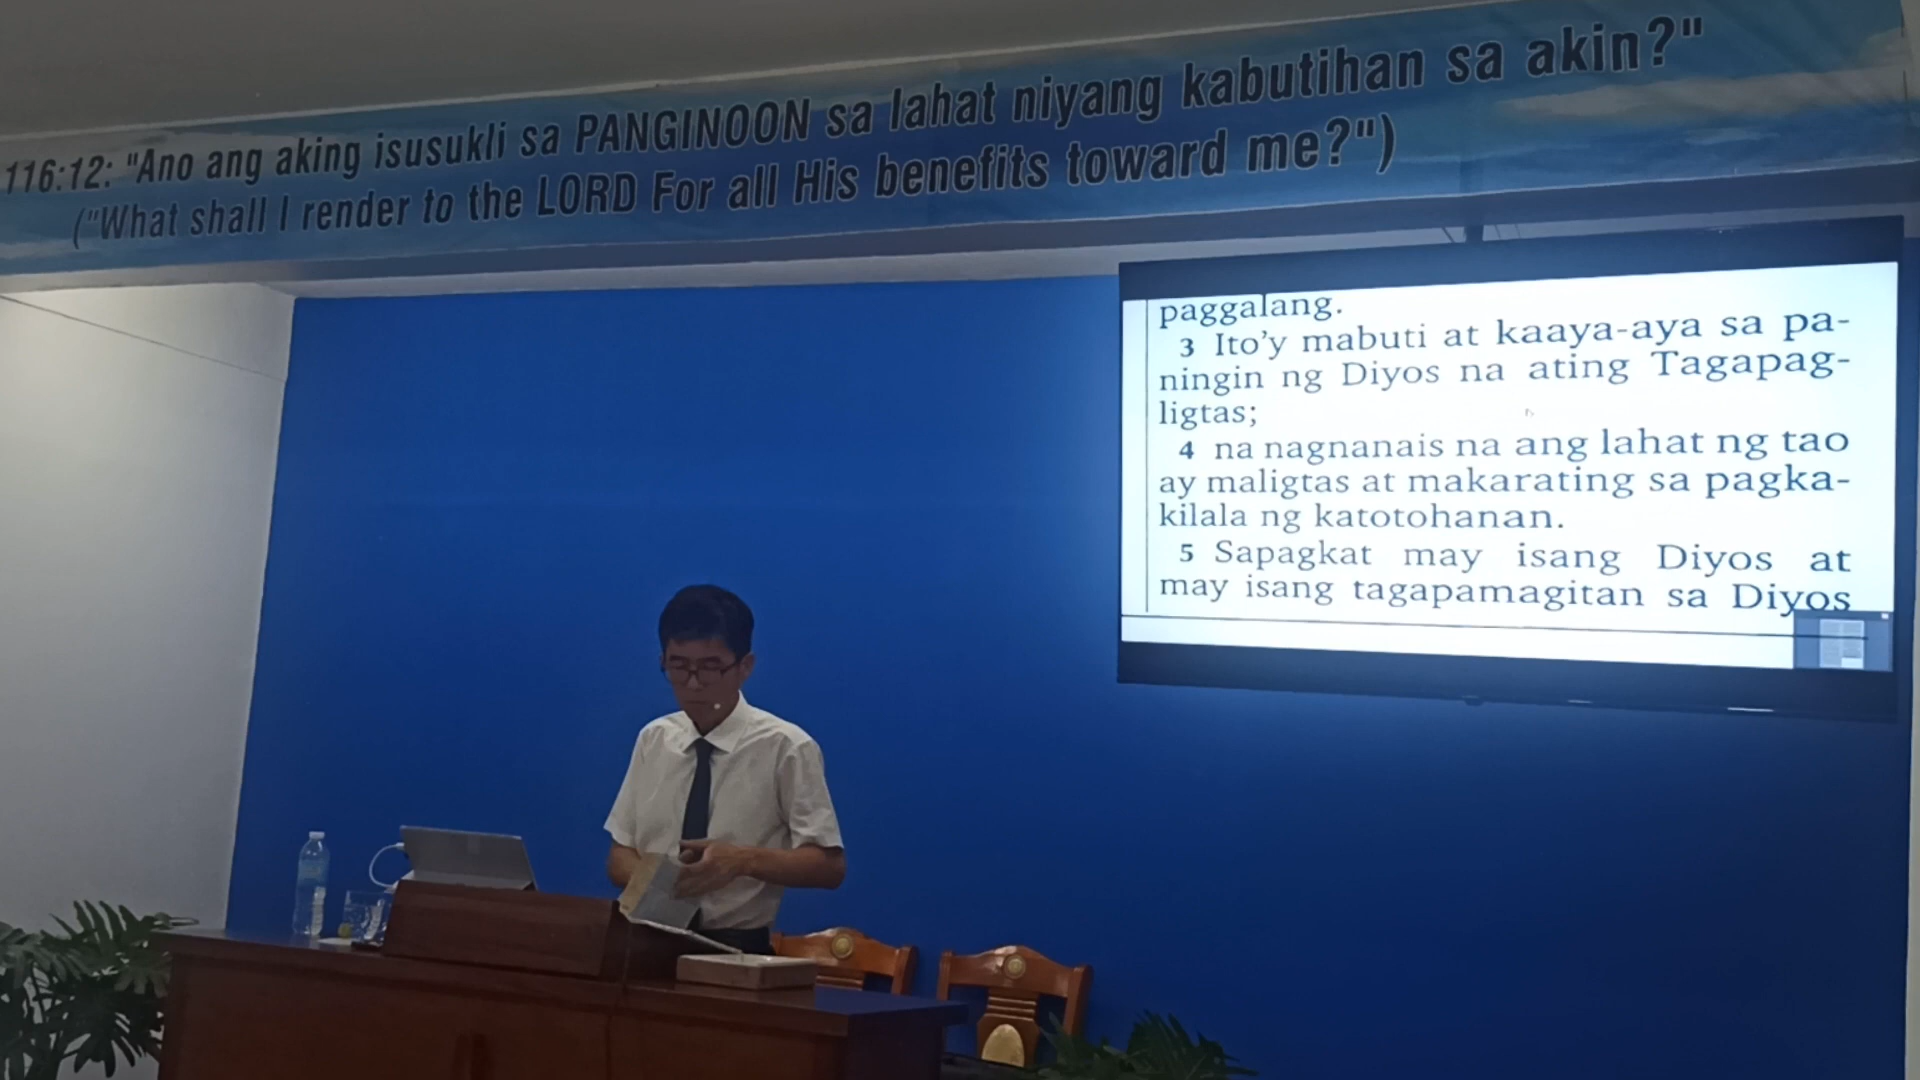 116:12: "Ano ang aking isusukli sa PANGINOON sa lahat niyang kabutihan sa akin?"
("What shall I render to the LORD For all His benefits toward me?")
paggalang.
3 Ito'y mabuti at kaaya-aya sa pa-
ningin ng Diyos na ating Tagapag-
ligtas;
4 na nagnanais na ang lahat ng tao
ay maligtas at makarating sa pagka-
kilala ng katotohanan.
5 Sapagkat may isang Diyos at
may isang tagapamagitan sa Diyos